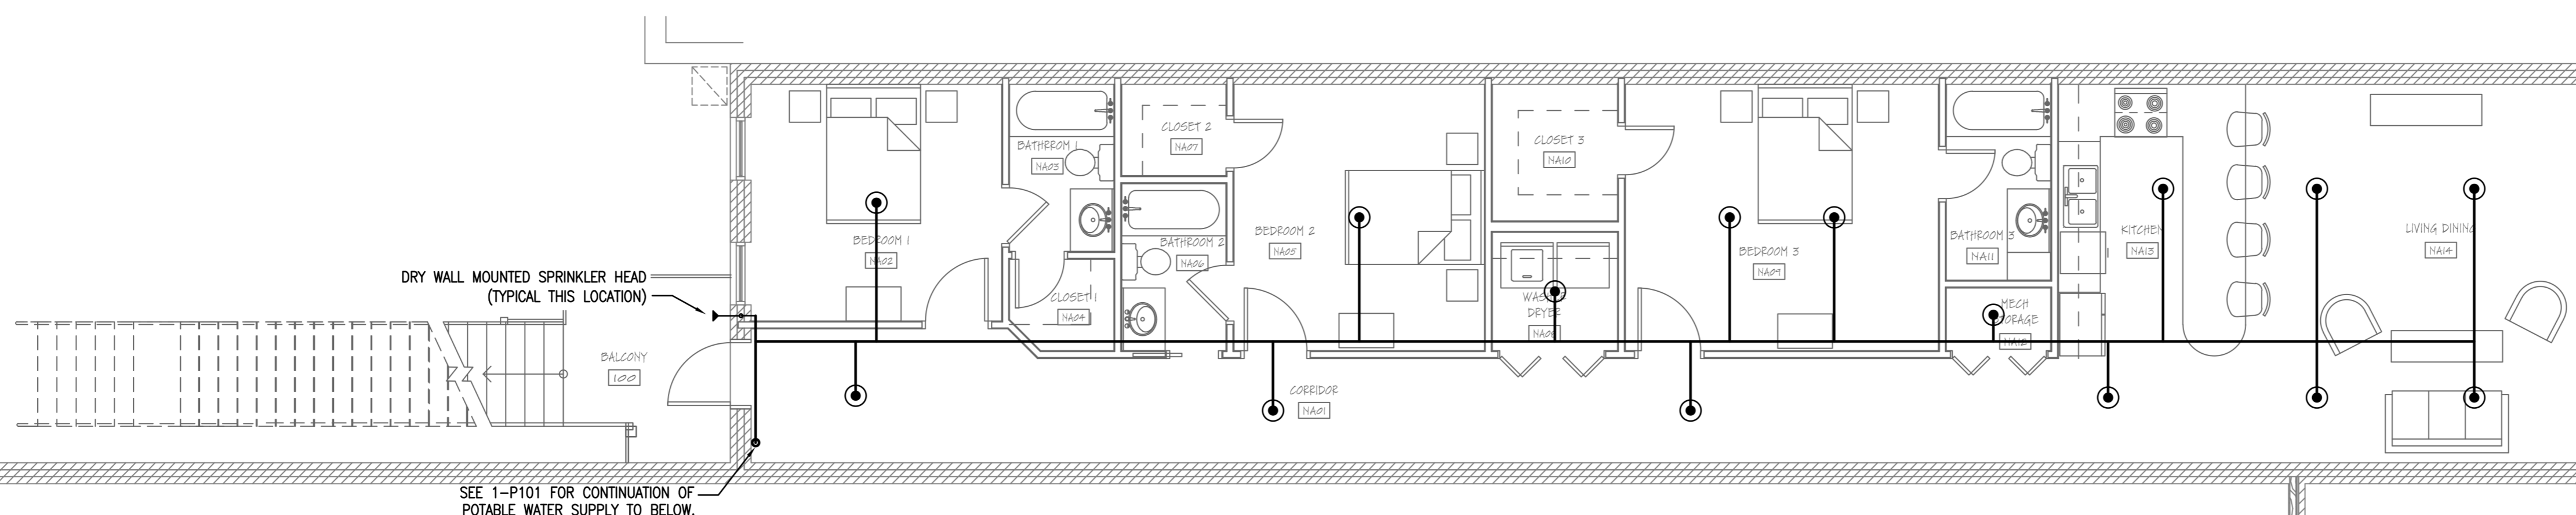 DRY WALL MOUNTED SPRINKLER HEAD
(TYPICAL THIS LOCATION)
BALCONY
100
SEE 1-P101 FOR CONTINUATION OF
POTABLE WATER SUPPLY TO BELOW.
BEDROOM 1
NA02
BATHRROM 1
NA03
CLOSET 1
NA04
CLOSET 2
NA07
BATHROOM 2
NA06
BEDROOM 2
NA05
CORRIDOR
NA01
CLOSET 3
NA10
WASHER
DRYER
NA08
BEDROOM 3
NA09
BATHROOM 3
NA11
MECH
STORAGE
NA12
KITCHEN
NA13
LIVING DINING
NA14